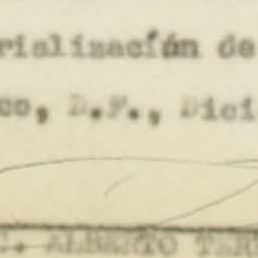 rialización de
co, D.F., Dici
ALBERTO